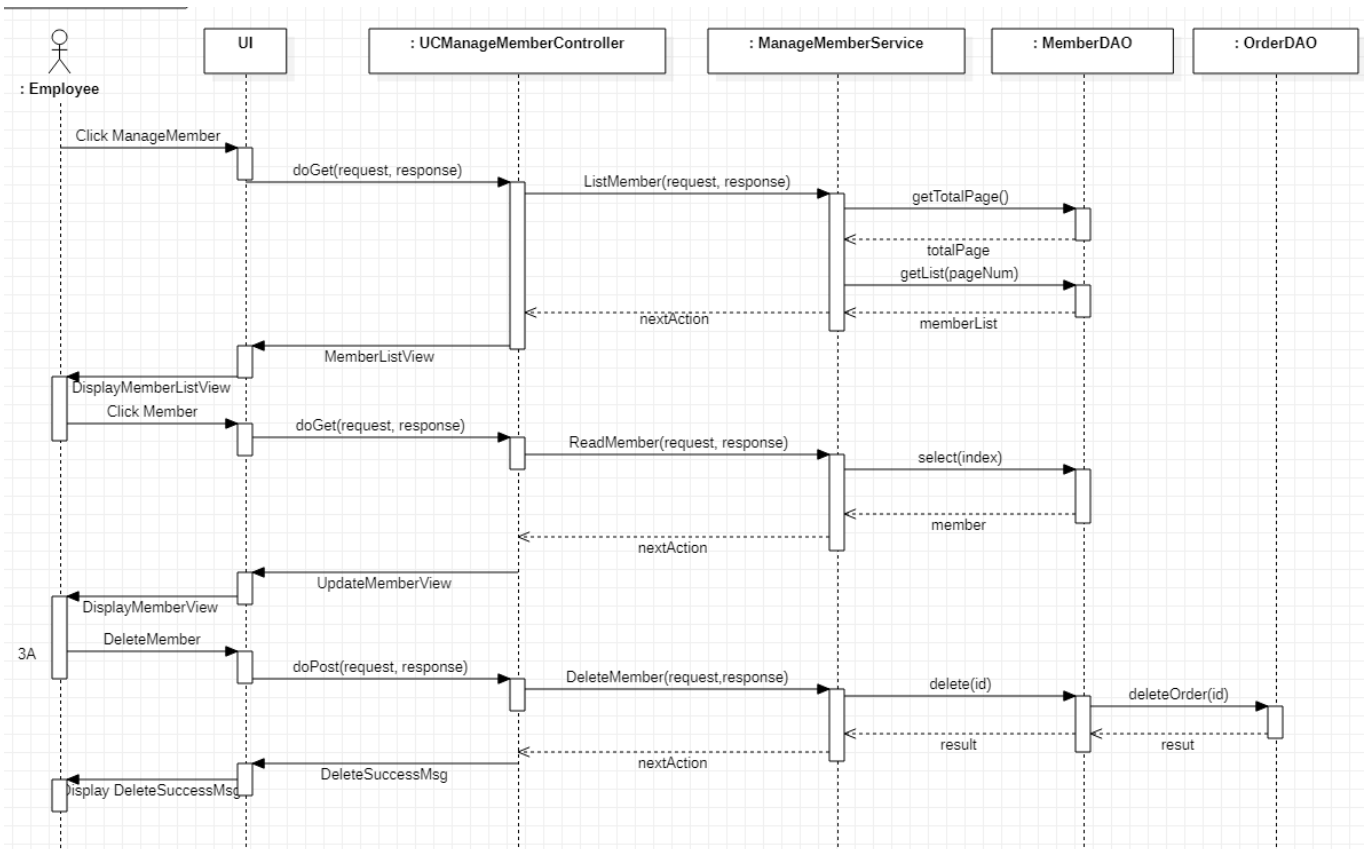 UI
: UCManageMemberController
: ManageMemberService
: MemberDAO
: OrderDAO
: Employee
Click ManageMember
doGet(request, response)
ListMember(request, response)
getTotalPage()
totalPage
getList(pageNum)
nextAction
memberList
MemberListView
DisplayMemberListView
Click Member
doGet(request, response)
ReadMember(request, response)
select(index)
member
nextAction
UpdateMemberView
DisplayMemberView
DeleteMember
3A
doPost(request, response)
DeleteMember(request,response)
delete(id)
deleteOrder(id)
result
resut
nextAction
DeleteSuccessMsg
Display DeleteSuccessMsg